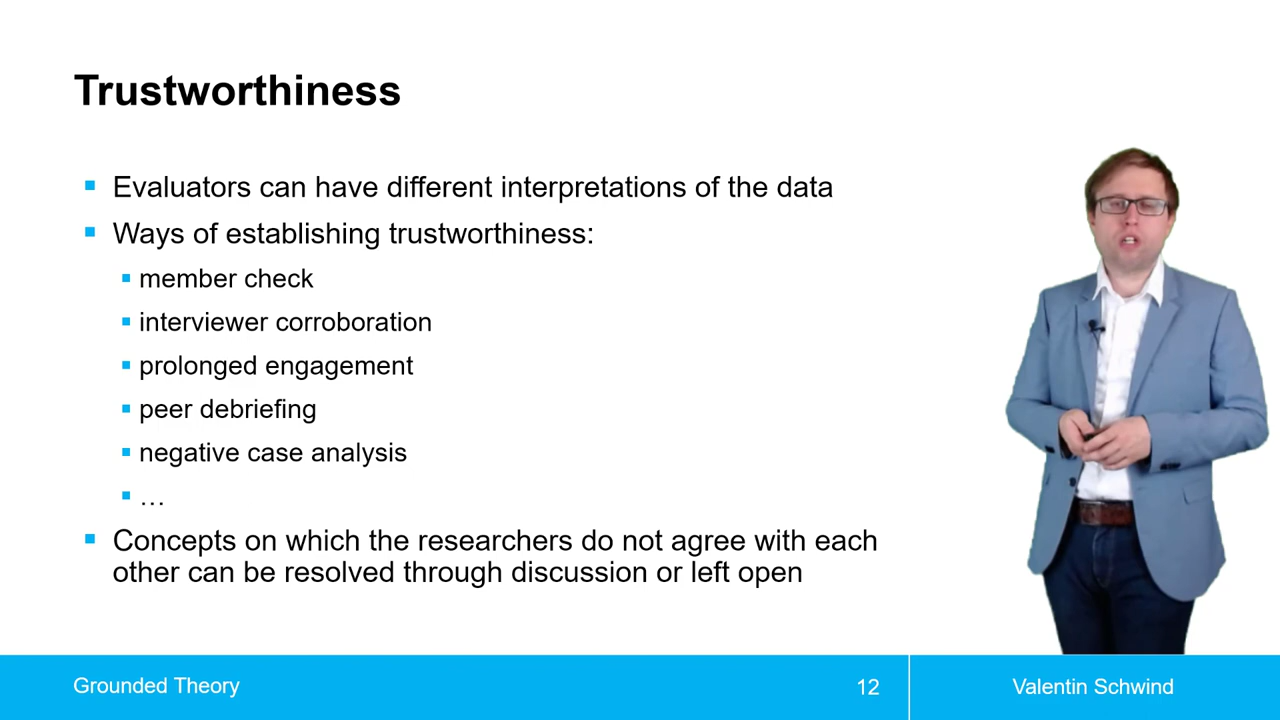 Trustworthiness
Evaluators can have different interpretations of the data
Ways of establishing trustworthiness:
member check
interviewer corroboration
prolonged engagement
peer debriefing
negative case analysis
…
Concepts on which the researchers do not agree with each
other can be resolved through discussion or left open
Grounded Theory
12
Valentin Schwind